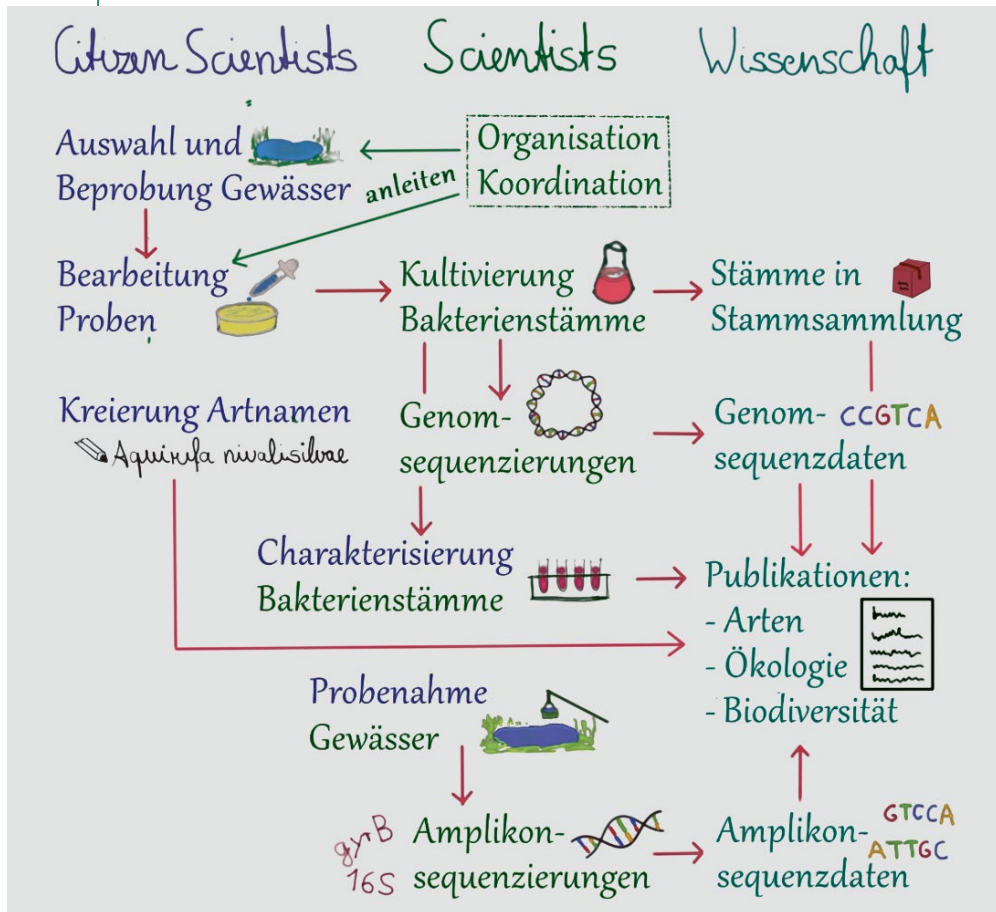 Citizen Scientists
Scientists
Wissenschaft
Auswahl und
Beprobung Gewässer
anleiten
Organisation
Koordination
Bearbeitung
Proben
Kultivierung
Bakterienstämme
Stämme in
Stammsammlung
Kreierung Artnamen
Aquirufa nivalisilvae
Genom-
sequenzierungen
Genom-
sequenzdaten
CCGTCA
Charakterisierung
Bakterienstämme
Publikationen:
- Arten
- Ökologie
- Biodiversität
Probenahme
Gewässer
gyrB
16S
Amplikon-
sequenzierungen
Amplikon-
sequenzdaten
GTCCA
ATTGC